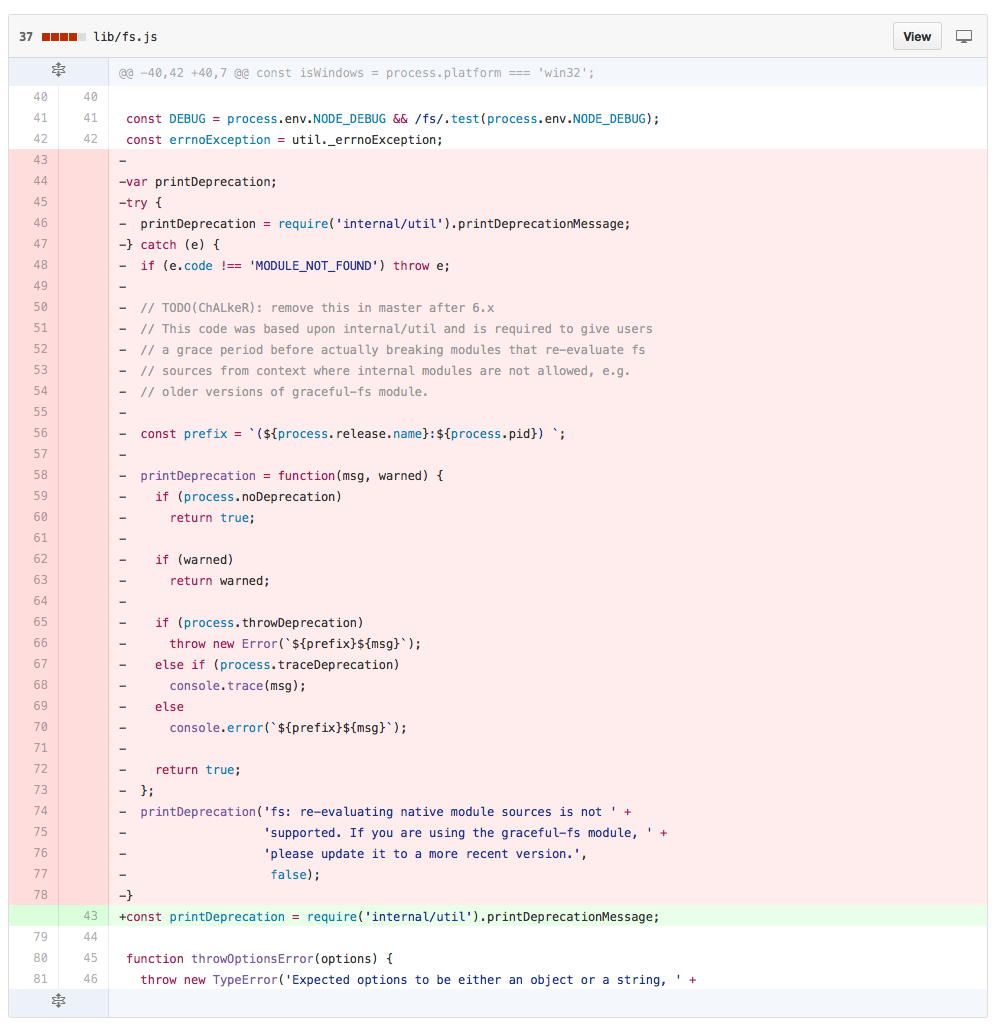 37 lib/fs.js View
@@ -40,42 +40,7 @@ const isWindows = process.platform === 'win32';
40 40
41 41 const DEBUG = process.env.NODE_DEBUG && /fs/.test(process.env.NODE_DEBUG);
42 42 const errnoException = util._errnoException;
43 -
44 -var printDeprecation;
45 -try {
46 -  printDeprecation = require('internal/util').printDeprecationMessage;
47 -} catch (e) {
48 -  if (e.code !== 'MODULE_NOT_FOUND') throw e;
49 -
50 -  // TODO(ChALkeR): remove this in master after 6.x
51 -  // This code was based upon internal/util and is required to give users
52 -  // a grace period before actually breaking modules that re-evaluate fs
53 -  // sources from context where internal modules are not allowed, e.g.
54 -  // older versions of graceful-fs module.
55 -
56 -  const prefix = `(${process.release.name}:${process.pid}) `;
57 -
58 -  printDeprecation = function(msg, warned) {
59 -    if (process.noDeprecation)
60 -      return true;
61 -
62 -    if (warned)
63 -      return warned;
64 -
65 -    if (process.throwDeprecation)
66 -      throw new Error(`${prefix}${msg}`);
67 -    else if (process.traceDeprecation)
68 -      console.trace(msg);
69 -    else
70 -      console.error(`${prefix}${msg}`);
71 -
72 -    return true;
73 -  };
74 -  printDeprecation('fs: re-evaluating native module sources is not ' +
75 -                   'supported. If you are using the graceful-fs module, ' +
76 -                   'please update it to a more recent version.',
77 -                    false);
78 -}
43 +const printDeprecation = require('internal/util').printDeprecationMessage;
79 44
80 45 function throwOptionsError(options) {
81 46   throw new TypeError('Expected options to be either an object or a string, ' +